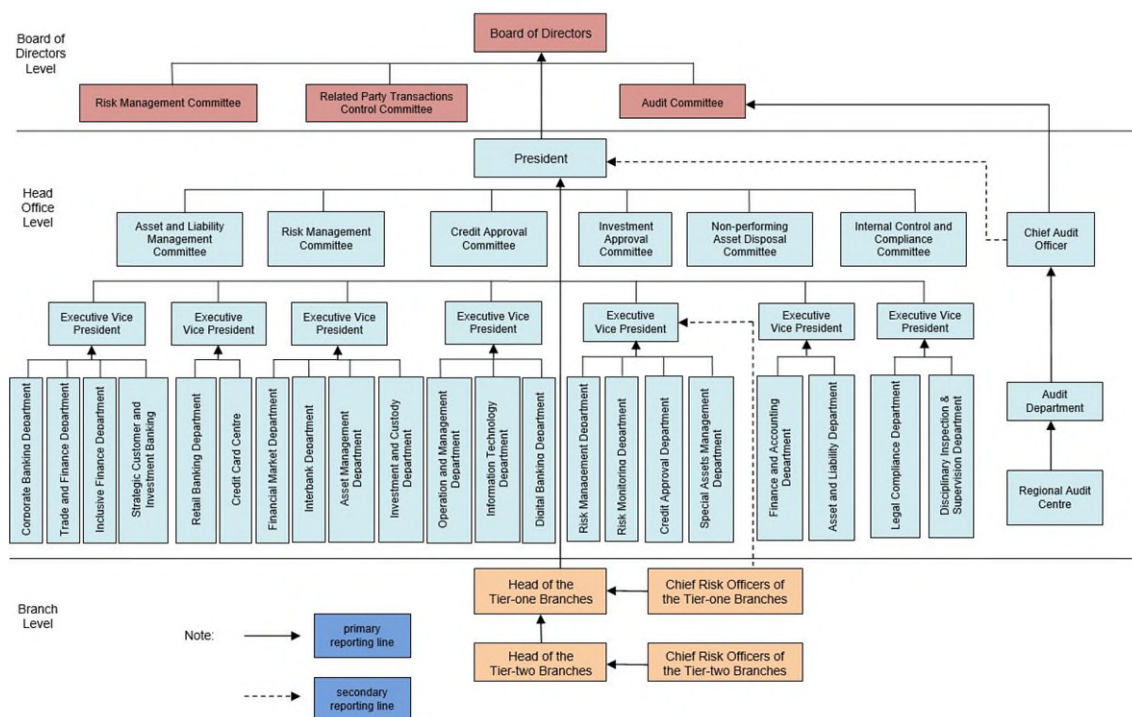 Board of
Directors
Level
Board of
Directors
Risk Management Committee
Related Party Transactions
Control Committee
Audit Committee
Head
Office
Level
President
Asset and Liability
Management
Committee
Risk Management
Committee
Credit Approval
Committee
Investment
Approval
Committee
Non-performing
Asset Disposal
Committee
Internal Control and
Compliance
Committee
Chief Audit
Officer
Executive Vice
President
Executive
Vice President
Executive Vice
President
Executive Vice
President
Executive
Vice President
Executive
Vice President
Executive Vice
President
Corporate Banking Department
Trade and Finance Department
Inclusive Finance Department
Strategic Customer and
Investment Banking
Retail Banking Department
Credit Card Centre
Financial Market Department
Interbank Department
Asset Management
Department
Investment and Custody
Department
Operation and Management
Department
Information Technology
Department
Digital Banking Department
Risk Management Department
Risk Monitoring Department
Credit Approval Department
Special Assets Management
Department
Finance and Accounting
Department
Asset and Liability Department
Legal Compliance Department
Disciplinary Inspection &
Supervision Department
Audit
Department
Regional Audit
Centre
Branch
Level
Head of the
Tier-one Branches
Chief Risk Officers of
the Tier-one Branches
Head of the
Tier-two Branches
Chief Risk Officers of
the Tier-two Branches
Note:
primary
reporting line
secondary
reporting line